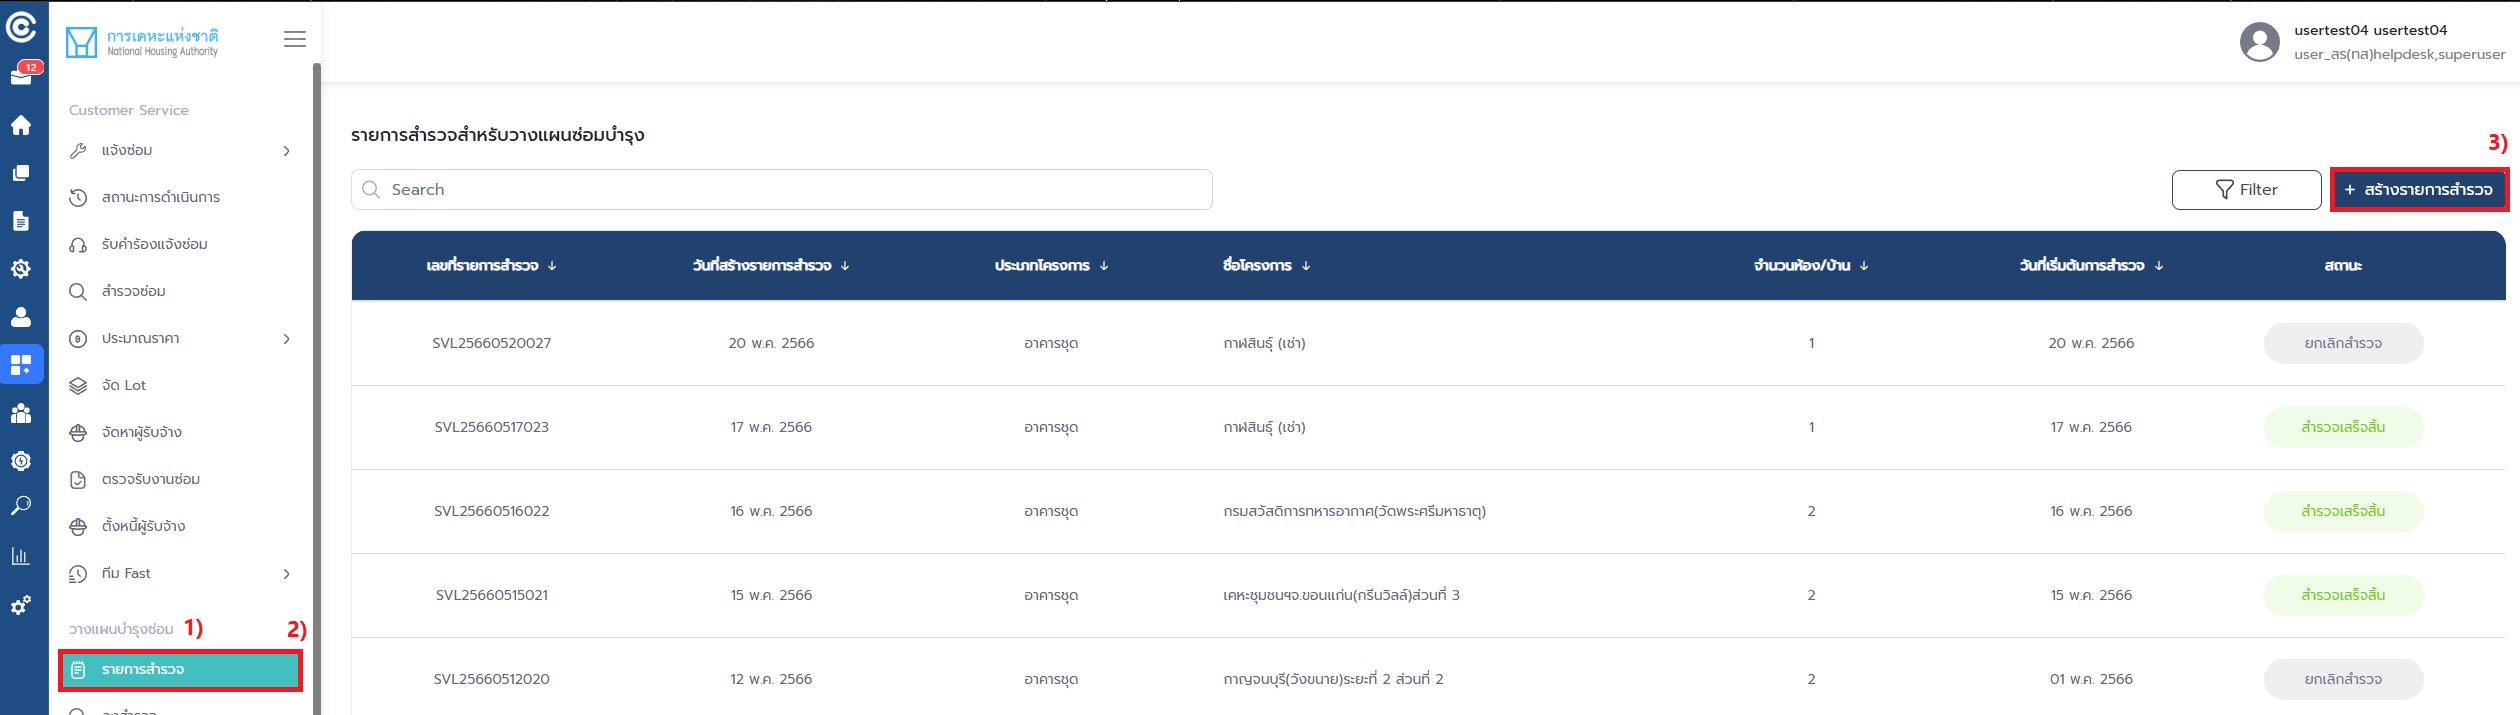 12
การเคหะแห่งชาติ
National Housing Authority
Customer Service
แจ้งซ่อม
สถานะการดำเนินการ
รับคำร้องแจ้งซ่อม
สำรวจซ่อม
ประมาณราคา
จัด Lot
จัดหาผู้รับจ้าง
ตรวจรับงานซ่อม
ตั้งหนี้ผู้รับจ้าง
ทีม Fast
วางแผนบำรุงซ่อม 1) 2)
รายการสำรวจ
usertest04 usertest04
user_สร(ทส)helpdesk,superuser
รายการสำรวจสำหรับวางแผนซ่อมบำรุง
3)
Search Filter + สร้างรายการสำรวจ
เลขที่รายการสำรวจ ↓ วันที่สร้างรายการสำรวจ ↓ ประเภทโครงการ ↓ ชื่อโครงการ ↓ จำนวนห้อง/บ้าน ↓ วันที่เริ่มต้นการสำรวจ ↓ สถานะ
SVL25660520027 20 พ.ค. 2566 อาคารชุด กาฬสินธุ์ (เช่า) 1 20 พ.ค. 2566 ยกเลิกสำรวจ
SVL25660517023 17 พ.ค. 2566 อาคารชุด กาฬสินธุ์ (เช่า) 1 17 พ.ค. 2566 สำรวจเสร็จสิ้น
SVL25660516022 16 พ.ค. 2566 อาคารชุด กรมสวัสดิการทหารอากาศ(วัดพระศรีมหาธาตุ) 2 16 พ.ค. 2566 สำรวจเสร็จสิ้น
SVL25660515021 15 พ.ค. 2566 อาคารชุด เคหะชุมชนฯจ.ขอนแก่น(กรีนวิลล์)ส่วนที่ 3 2 15 พ.ค. 2566 สำรวจเสร็จสิ้น
SVL25660512020 12 พ.ค. 2566 อาคารชุด กาญจนบุรี(วังขนาย)ระยะที่ 2 ส่วนที่ 2 2 01 พ.ค. 2566 ยกเลิกสำรวจ